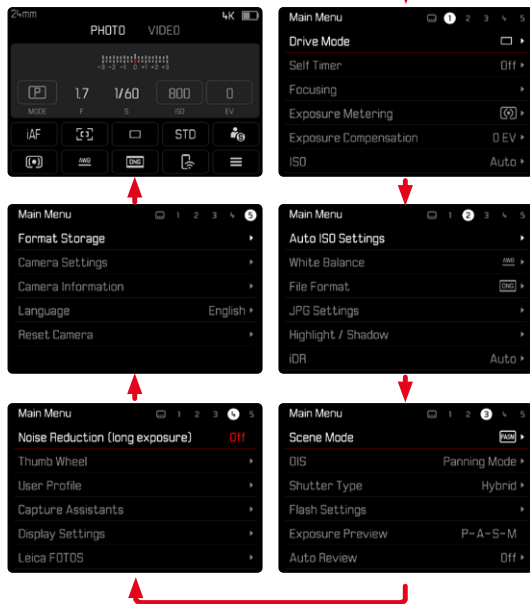 24mm 4K
PHOTO VIDEO
-3 -2 -1 0 +1 +2 +3
P 1.7 1/60 800 0
MODE F S ISO EV
iAF STD
AWB DNG
Main Menu 1 2 3 4 5
Drive Mode
Self Timer Off
Focusing
Exposure Metering
Exposure Compensation 0 EV
ISO Auto
Main Menu 1 2 3 4 5
Format Storage
Camera Settings
Camera Information
Language English
Reset Camera
Main Menu 1 2 3 4 5
Auto ISO Settings
White Balance AWB
File Format DNG
JPG Settings
Highlight / Shadow
iDR Auto
Main Menu 1 2 3 4 5
Noise Reduction (long exposure) Off
Thumb Wheel
User Profile
Capture Assistants
Display Settings
Leica FOTOS
Main Menu 1 2 3 4 5
Scene Mode PASM
OIS Panning Mode
Shutter Type Hybrid
Flash Settings
Exposure Preview P-A-S-M
Auto Review Off